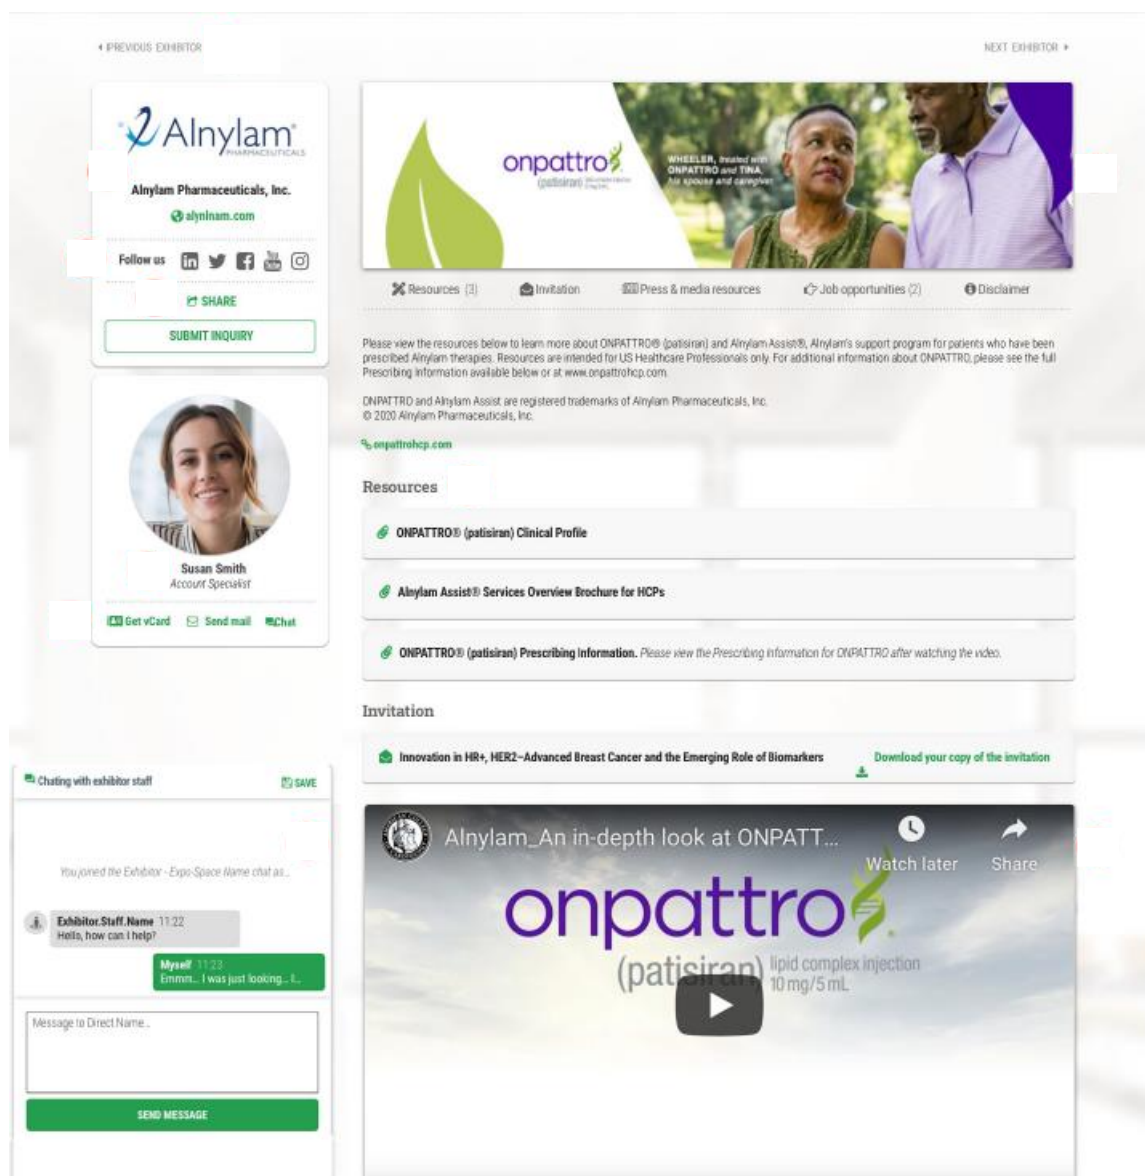 PREVIOUS EXHIBITOR
NEXT EXHIBITOR
Alnylam
PHARMACEUTICALS
Alnylam Pharmaceuticals, Inc.
alyninam.com
Follow us
You
Tube
SHARE
SUBMIT INQUIRY
Susan Smith
Account Specialist
Get vCard
Send mail
Chat
onpattro
(patisiran)
WHEELER, treated with
ONPATTRO and TINA,
his spouse and caregiver.
Resources (3)
Invitation
Press & media resources
Job opportunities (2)
Disclaimer
Please view the resources below to learn more about ONPATTRO® (patisiran) and Alnylam Assist®, Alnylam's support program for patients who have been
prescribed Alnylam therapies. Resources are intended for US Healthcare Professionals only. For additional information about ONPATTRO, please see the full
Prescribing Information available below or at www.onpattrohcp.com.
ONPATTRO and Alnylam Assist are registered trademarks of Alnylam Pharmaceuticals, Inc.
© 2020 Alnylam Pharmaceuticals, Inc.
onpattrohcp.com
Resources
ONPATTRO® (patisiran) Clinical Profile
Alnylam Assist® Services Overview Brochure for HCPs
ONPATTRO® (patisiran) Prescribing Information. Please view the Prescribing Information for ONPATTRO after watching the video.
Invitation
Innovation in HR+, HER2–Advanced Breast Cancer and the Emerging Role of Biomarkers
Download your copy of the invitation
Alnylam_An in-depth look at ONPATT...
Watch later
Share
onpattro
(patisiran) lipid complex injection
10 mg/5 mL
Chating with exhibitor staff
SAVE
You joined the Exhibitor - Expo-Space Name chat as...
Exhibitor.Staff.Name 11:22
Hello, how can I help?
Myself 11:23
Emmm... I was just looking... I...
Message to Direct.Name...
SEND MESSAGE